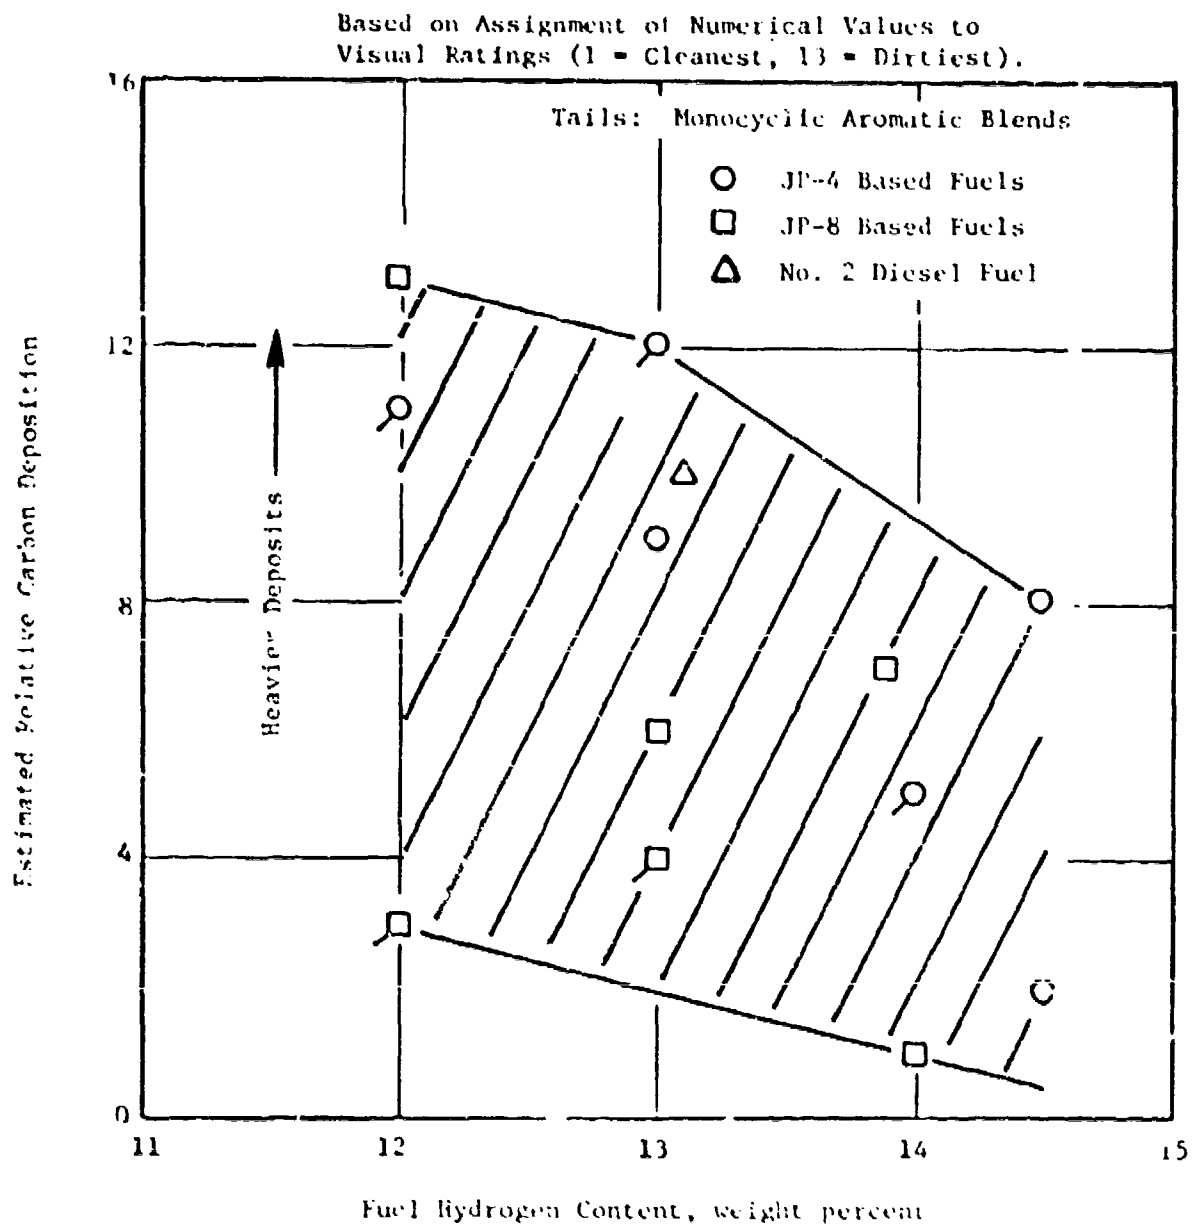 Based on Assignment of Numerical Values to
Visual Ratings (1 = Cleanest, 13 = Dirtiest).
16
Tails: Monocyclic Aromatic Blends
JP-4 Based Fuels
JP-8 Based Fuels
No. 2 Diesel Fuel
12
Estimated Relative Carbon Deposition
Heavier Deposits
8
4
0
11 12 13 14 15
Fuel Hydrogen Content, weight percent